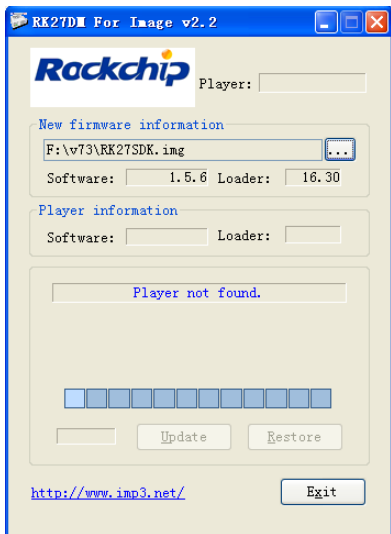 RK27DM For Image v2.2
Rockchip
Player:
New firmware information
F:\v73\RK27SDK.img
...
Software: 1.5.6 Loader: 16.30
Player information
Software: Loader:
Player not found.
Update Restore
http://www.imp3.net/
Exit